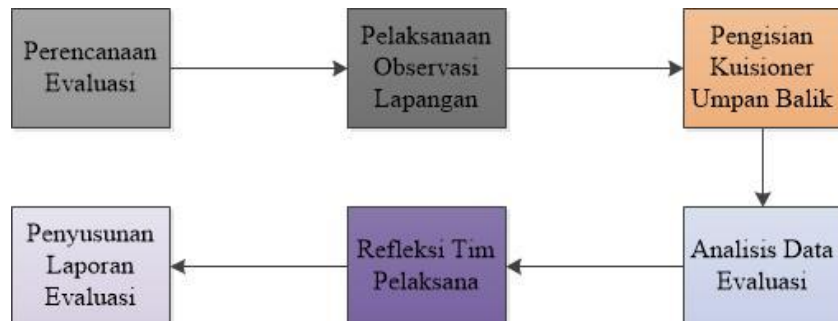 Perencanaan
Evaluasi
Pelaksanaan
Observasi
Lapangan
Pengisian
Kuisioner
Umpan Balik
Analisis Data
Evaluasi
Refleksi Tim
Pelaksana
Penyusunan
Laporan
Evaluasi